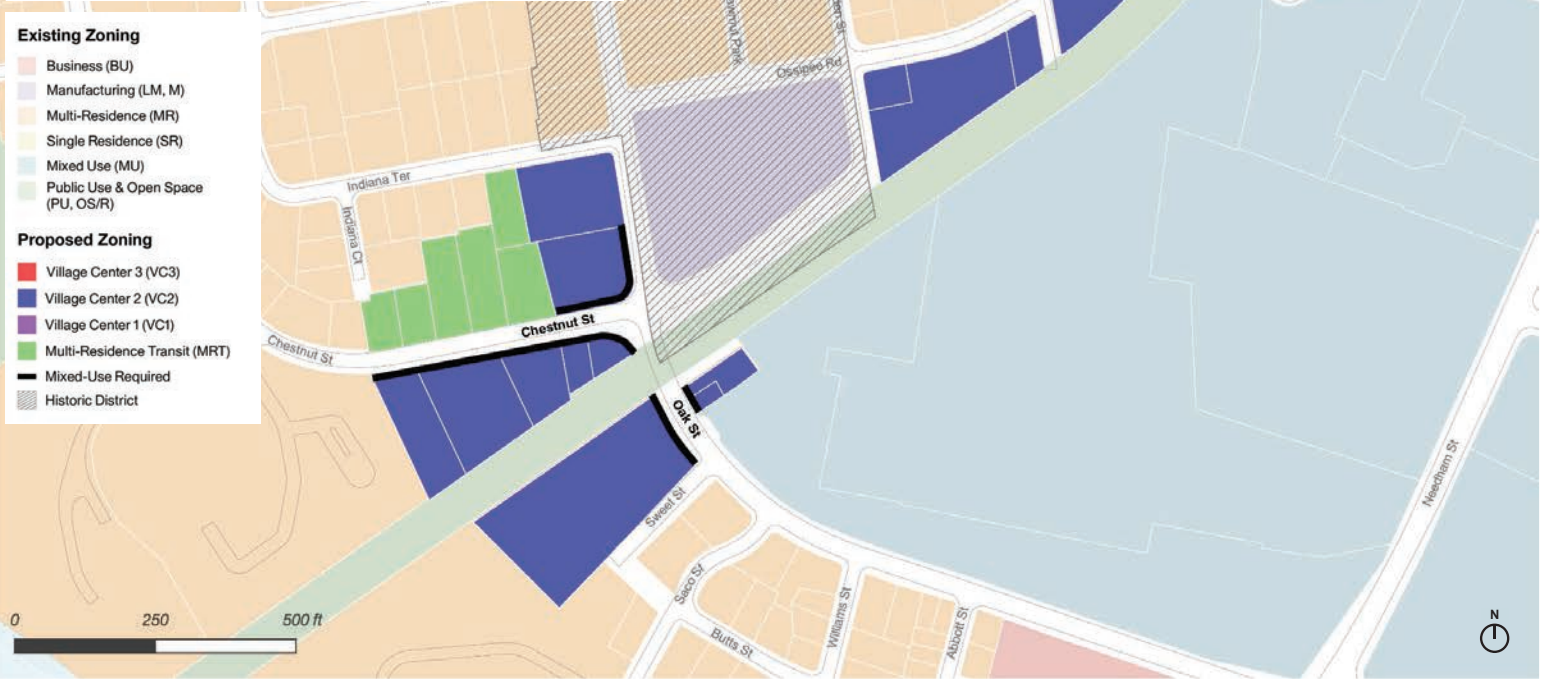 Existing Zoning
Business (BU)
Manufacturing (LM, M)
Multi-Residence (MR)
Single Residence (SR)
Mixed Use (MU)
Public Use & Open Space
(PU, OS/R)
Proposed Zoning
Village Center 3 (VC3)
Village Center 2 (VC2)
Village Center 1 (VC1)
Multi-Residence Transit (MRT)
Mixed-Use Required
Historic District
Ossipee Rd
Indiana Ter
Indiana Ct
Chestnut St
Chestnut St
Oak St
Sweet St
Saco St
Butts St
Williams St
Abbott St
Needham St
0 250 500 ft
N